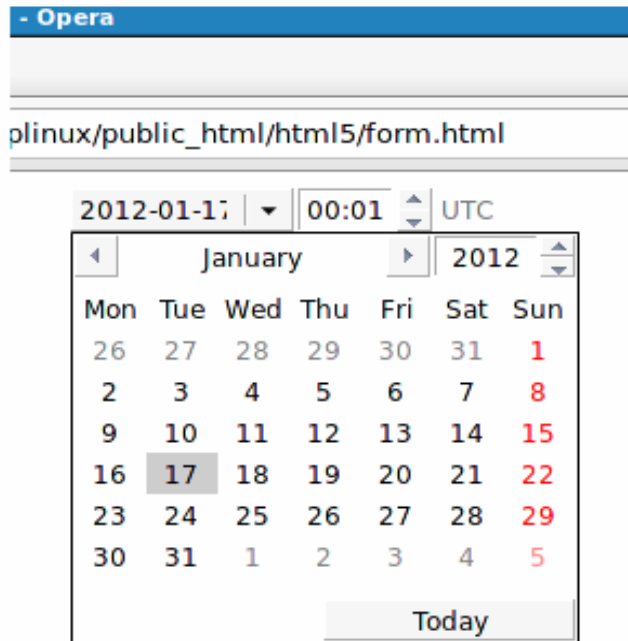 - Opera
plinux/public_html/html5/form.html
2012-01-17 00:01 UTC
January 2012
Mon Tue Wed Thu Fri Sat Sun
26 27 28 29 30 31 1
2 3 4 5 6 7 8
9 10 11 12 13 14 15
16 17 18 19 20 21 22
23 24 25 26 27 28 29
30 31 1 2 3 4 5
Today